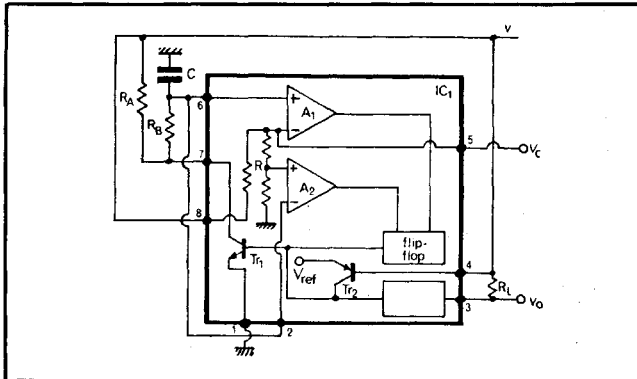 V
C
IC1
RA
6
+
A1
RB
−
5
VC
7
R
+
A2
−
8
flip-
flop
Tr1
Vref
Tr2
4
RL
3
VO
1
2